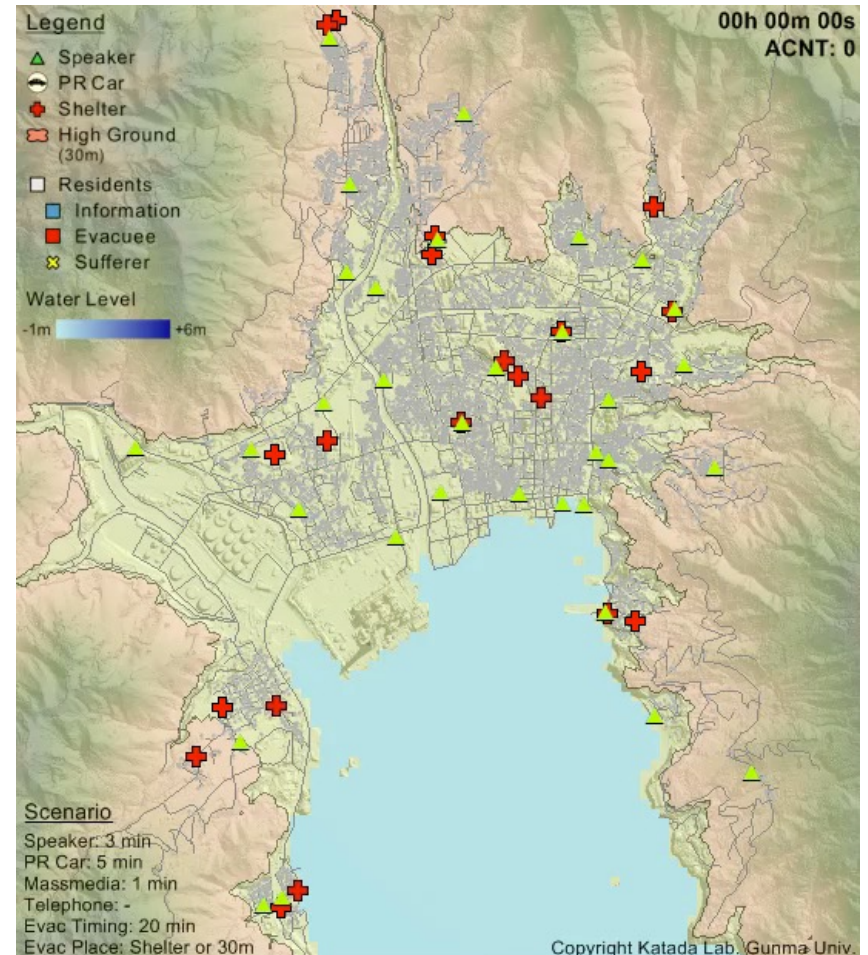 Legend
Speaker
PR Car
Shelter
High Ground
(30m)
Residents
Information
Evacuee
Sufferer
Water Level
-1m +6m
00h 00m 00s
ACNT: 0
Scenario
Speaker: 3 min
PR Car: 5 min
Massmedia: 1 min
Telephone: -
Evac Timing: 20 min
Evac Place: Shelter or 30m
Copyright Katada Lab. Gunma Univ.